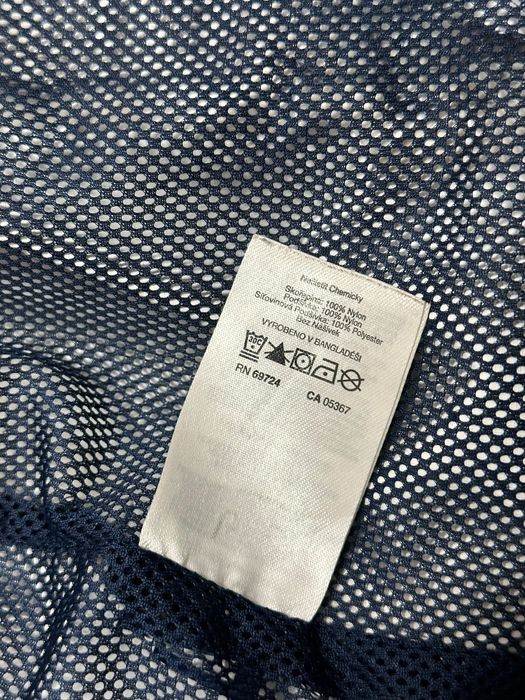 Nečistit Chemicky
Skořepina: 100% Nylon
Podšívka: 100% Nylon
Síťovinová Podšívka: 100% Polyester
Bez Nášivek
VYROBENO V BANGLADÉŠI
30C
RN 69724 CA 05367